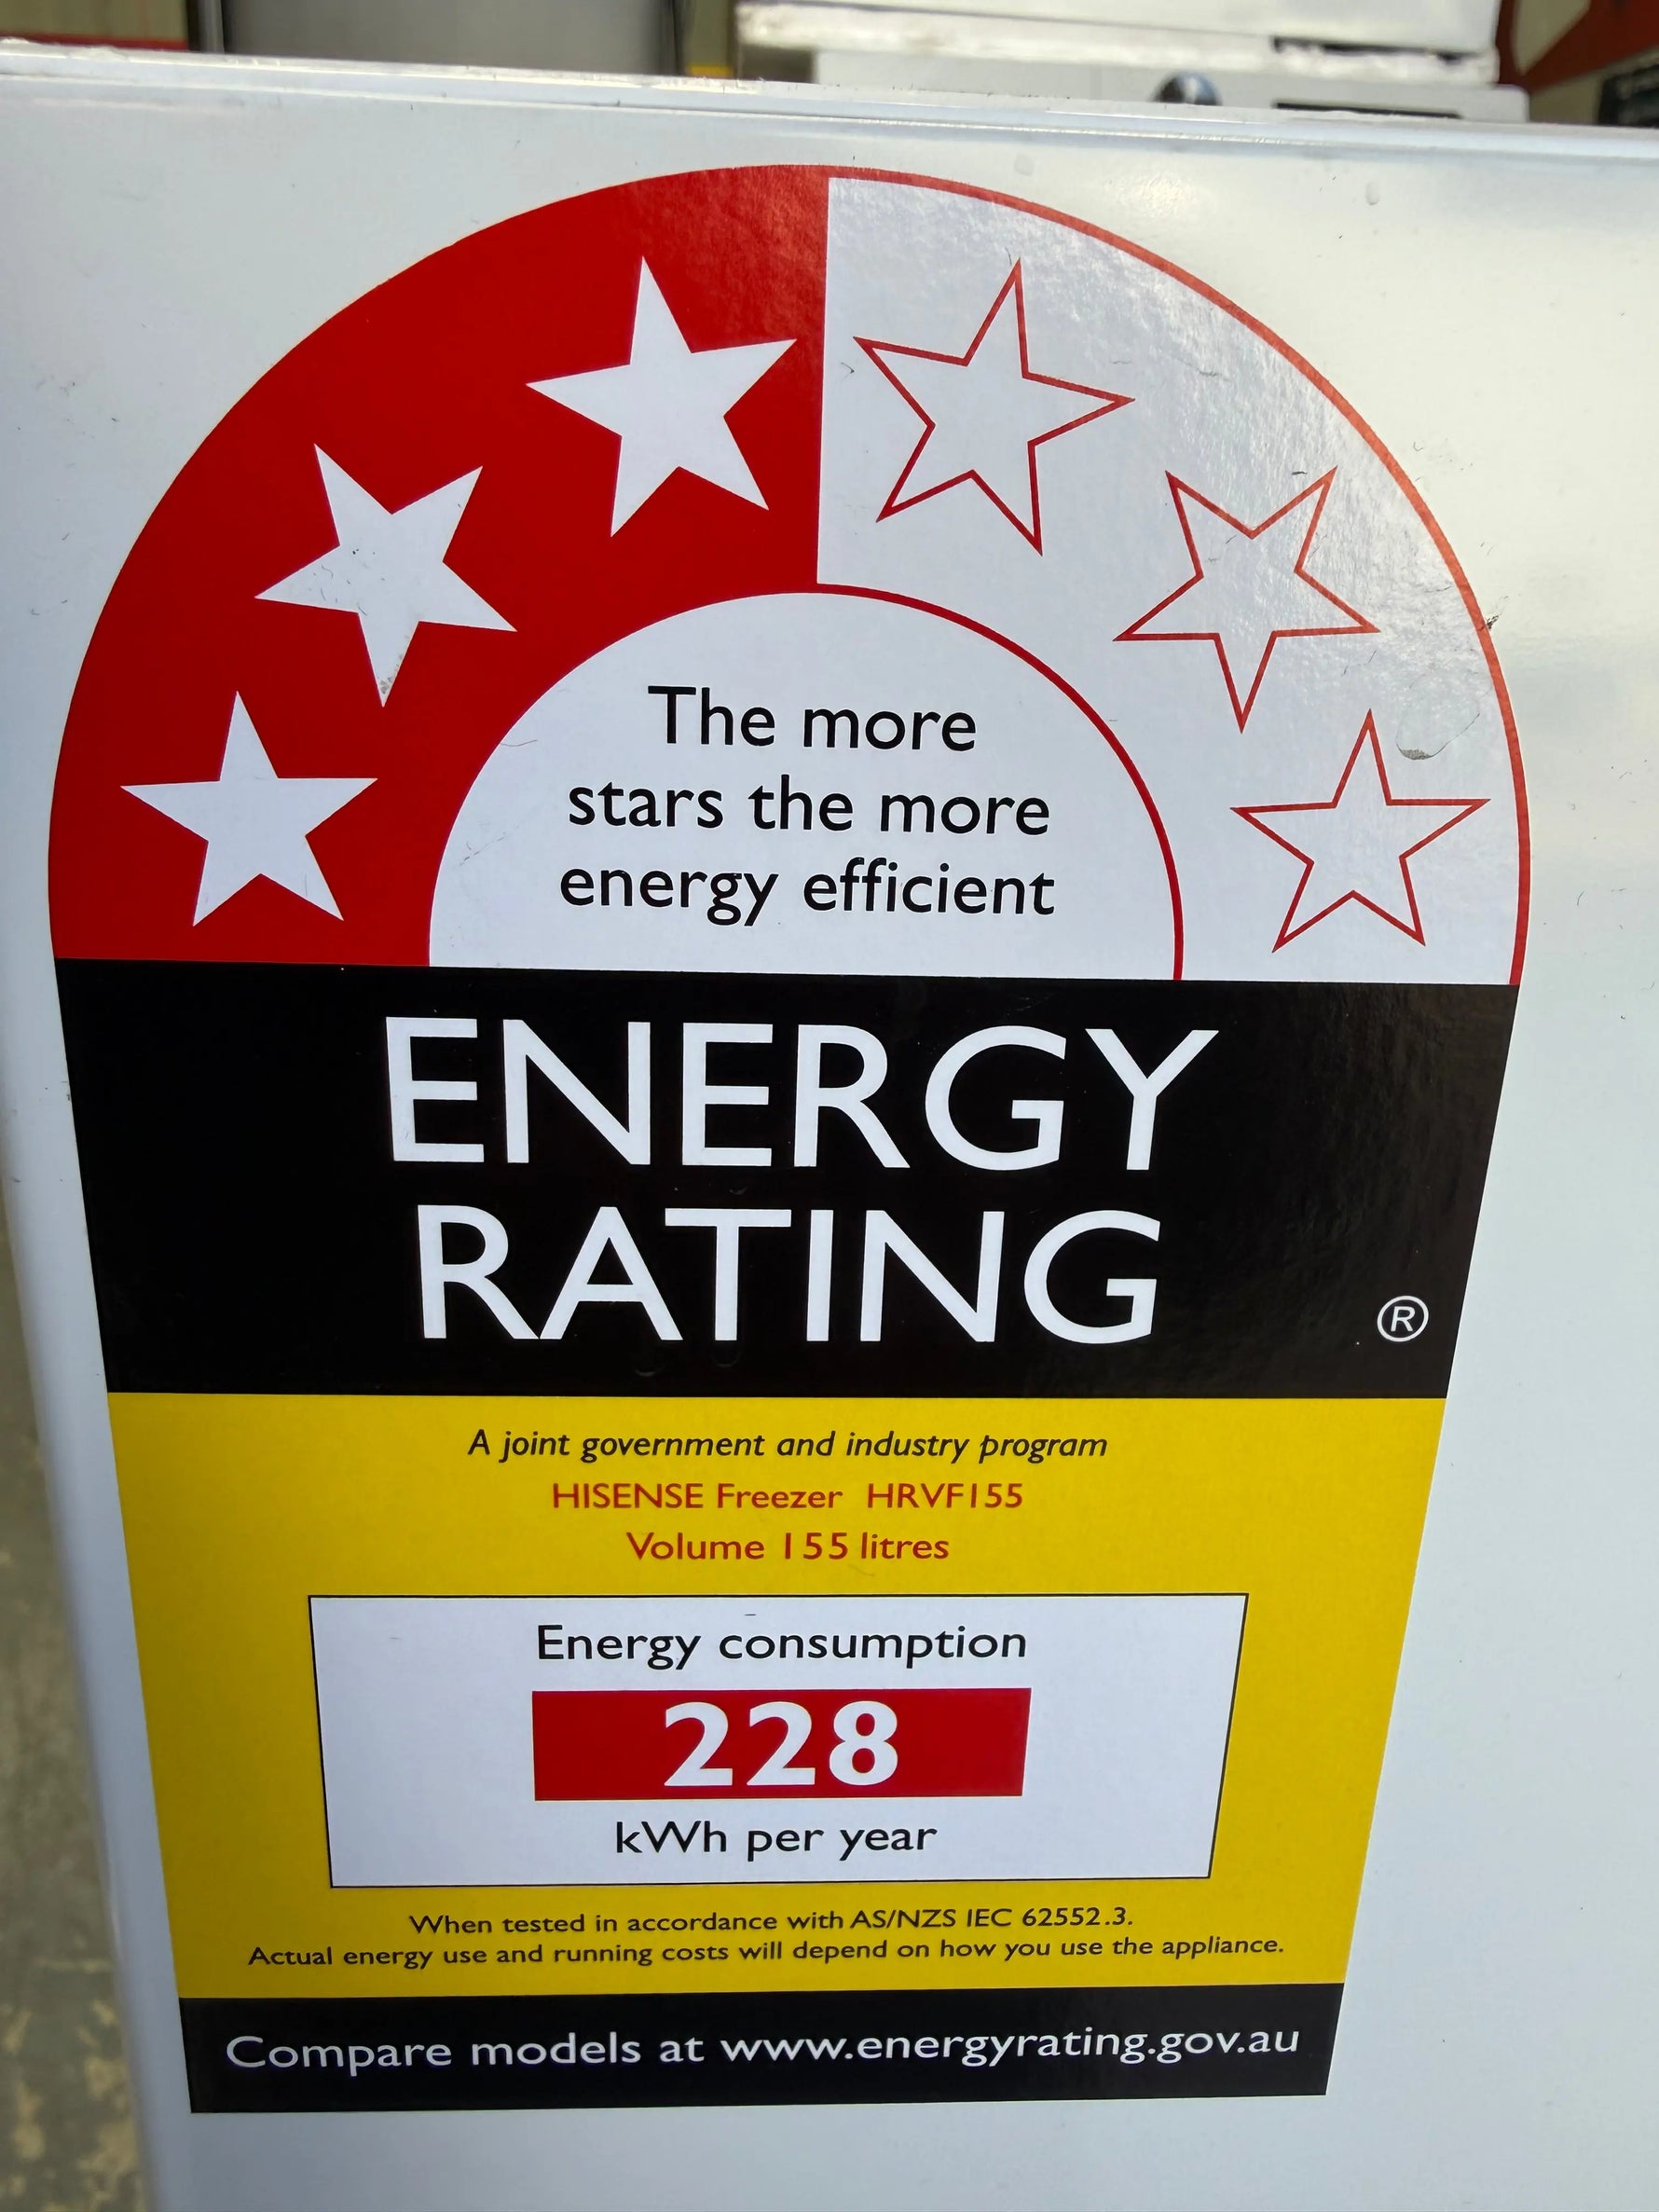 The more
stars the more
energy efficient
ENERGY
RATING
®
A joint government and industry program
HISENSE Freezer HRVF155
Volume 155 litres
Energy consumption
228
kWh per year
When tested in accordance with AS/NZS IEC 62552.3.
Actual energy use and running costs will depend on how you use the appliance.
Compare models at www.energyrating.gov.au